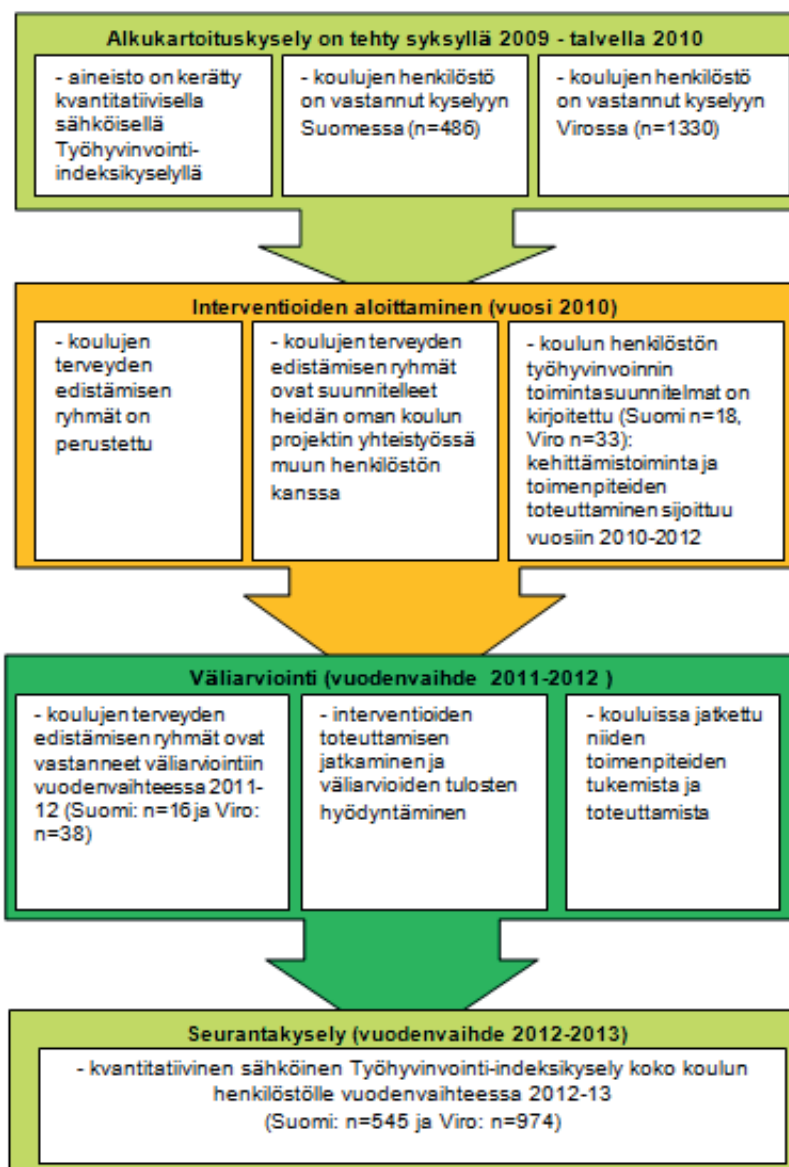 Alkukartoituskysely on tehty syksyllä 2009 - talvella 2010
- aineisto on kerätty
kvantitatiivisella
sähköisellä
Työhyvinvointi-
indeksikyselyllä
- koulujen henkilöstö
on vastannut kyselyyn
Suomessa (n=486)
- koulujen henkilöstö
on vastannut kyselyyn
Virossa (n=1330)
Interventioiden aloittaminen (vuosi 2010)
- koulujen
terveyden
edistämisen
ryhmät on
perustettu
- koulujen terveyden
edistämisen ryhmät
ovat suunnitelleet
heidän oman koulun
projektin yhteistyössä
muun henkilöstön
kanssa
- koulun henkilöstön
työhyvinvoinnin
toimintasuunnitelmat on
kirjoitettu (Suomi n=18,
Viro n=33):
kehittämistoiminta ja
toimenpiteiden
toteuttaminen sijoittuu
vuosiin 2010-2012
Väliarviointi (vuodenvaihde 2011-2012 )
- koulujen terveyden
edistämisen ryhmät ovat
vastanneet väliarviointiin
vuodenvaihteessa 2011-
12 (Suomi: n=16 ja Viro:
n=38)
- interventioiden
toteuttamisen
jatkaminen ja
väliarvioiden tulosten
hyödyntäminen
- kouluissa jatkettu
niiden
toimenpiteiden
tukemista ja
toteuttamista
Seurantakysely (vuodenvaihde 2012-2013)
- kvantitatiivinen sähköinen Työhyvinvointi-indeksikysely koko koulun
henkilöstölle vuodenvaihteessa 2012-13
(Suomi: n=545 ja Viro: n=974)